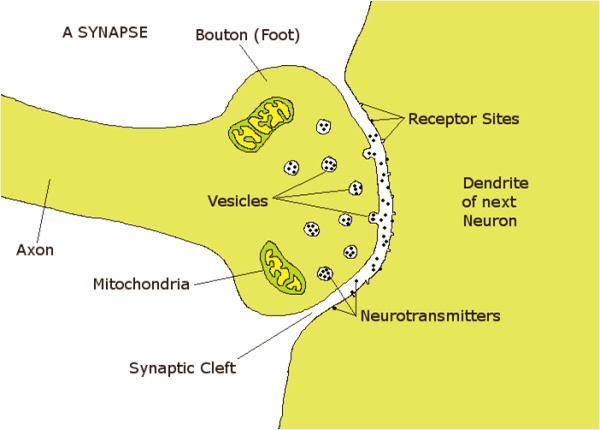 A SYNAPSE
Bouton (Foot)
Receptor Sites
Dendrite
of next
Neuron
Vesicles
Axon
Mitochondria
Neurotransmitters
Synaptic Cleft